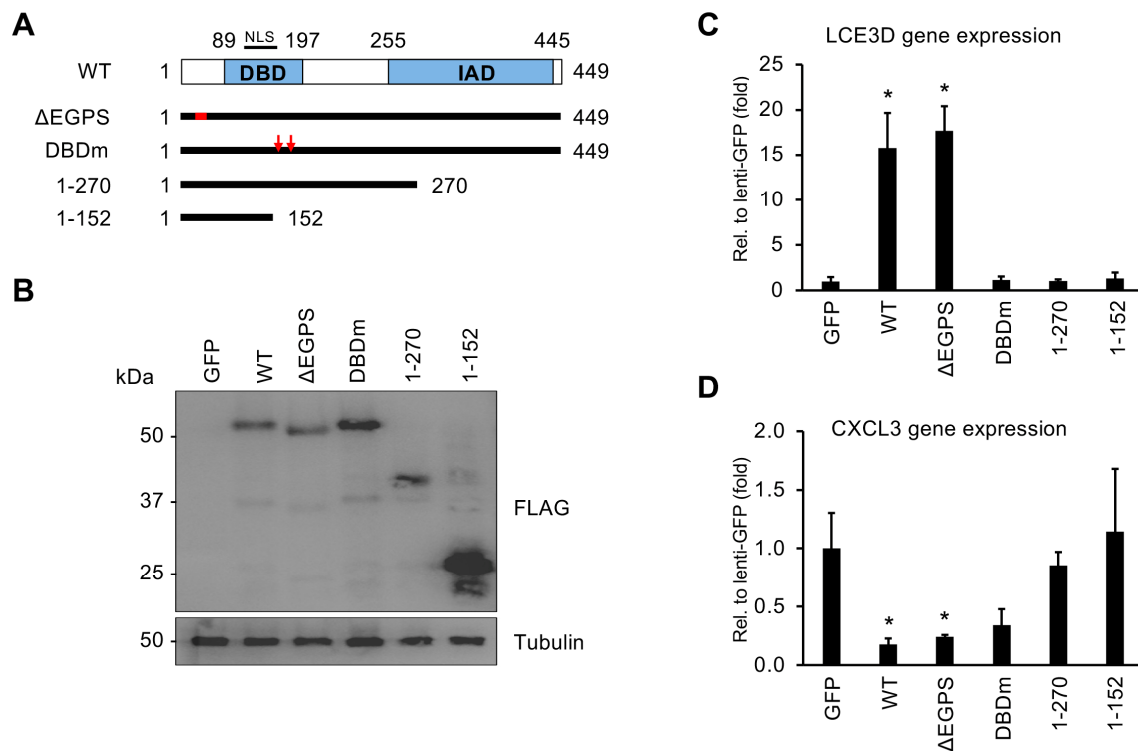 A
89 NLS 197 255 445
WT 1 DBD IAD 449
ΔEGPS 1 449
DBDm 1 449
1-270 1 270
1-152 1 152
B
kDa GFP WT ΔEGPS DBDm 1-270 1-152
50
37
25
FLAG
50 Tubulin
C
LCE3D gene expression
Rel. to lenti-GFP (fold)
25
20
15
10
5
0
* *
GFP WT ΔEGPS DBDm 1-270 1-152
D
CXCL3 gene expression
Rel. to lenti-GFP (fold)
2.0
1.5
1.0
0.5
0.0
* *
GFP WT ΔEGPS DBDm 1-270 1-152